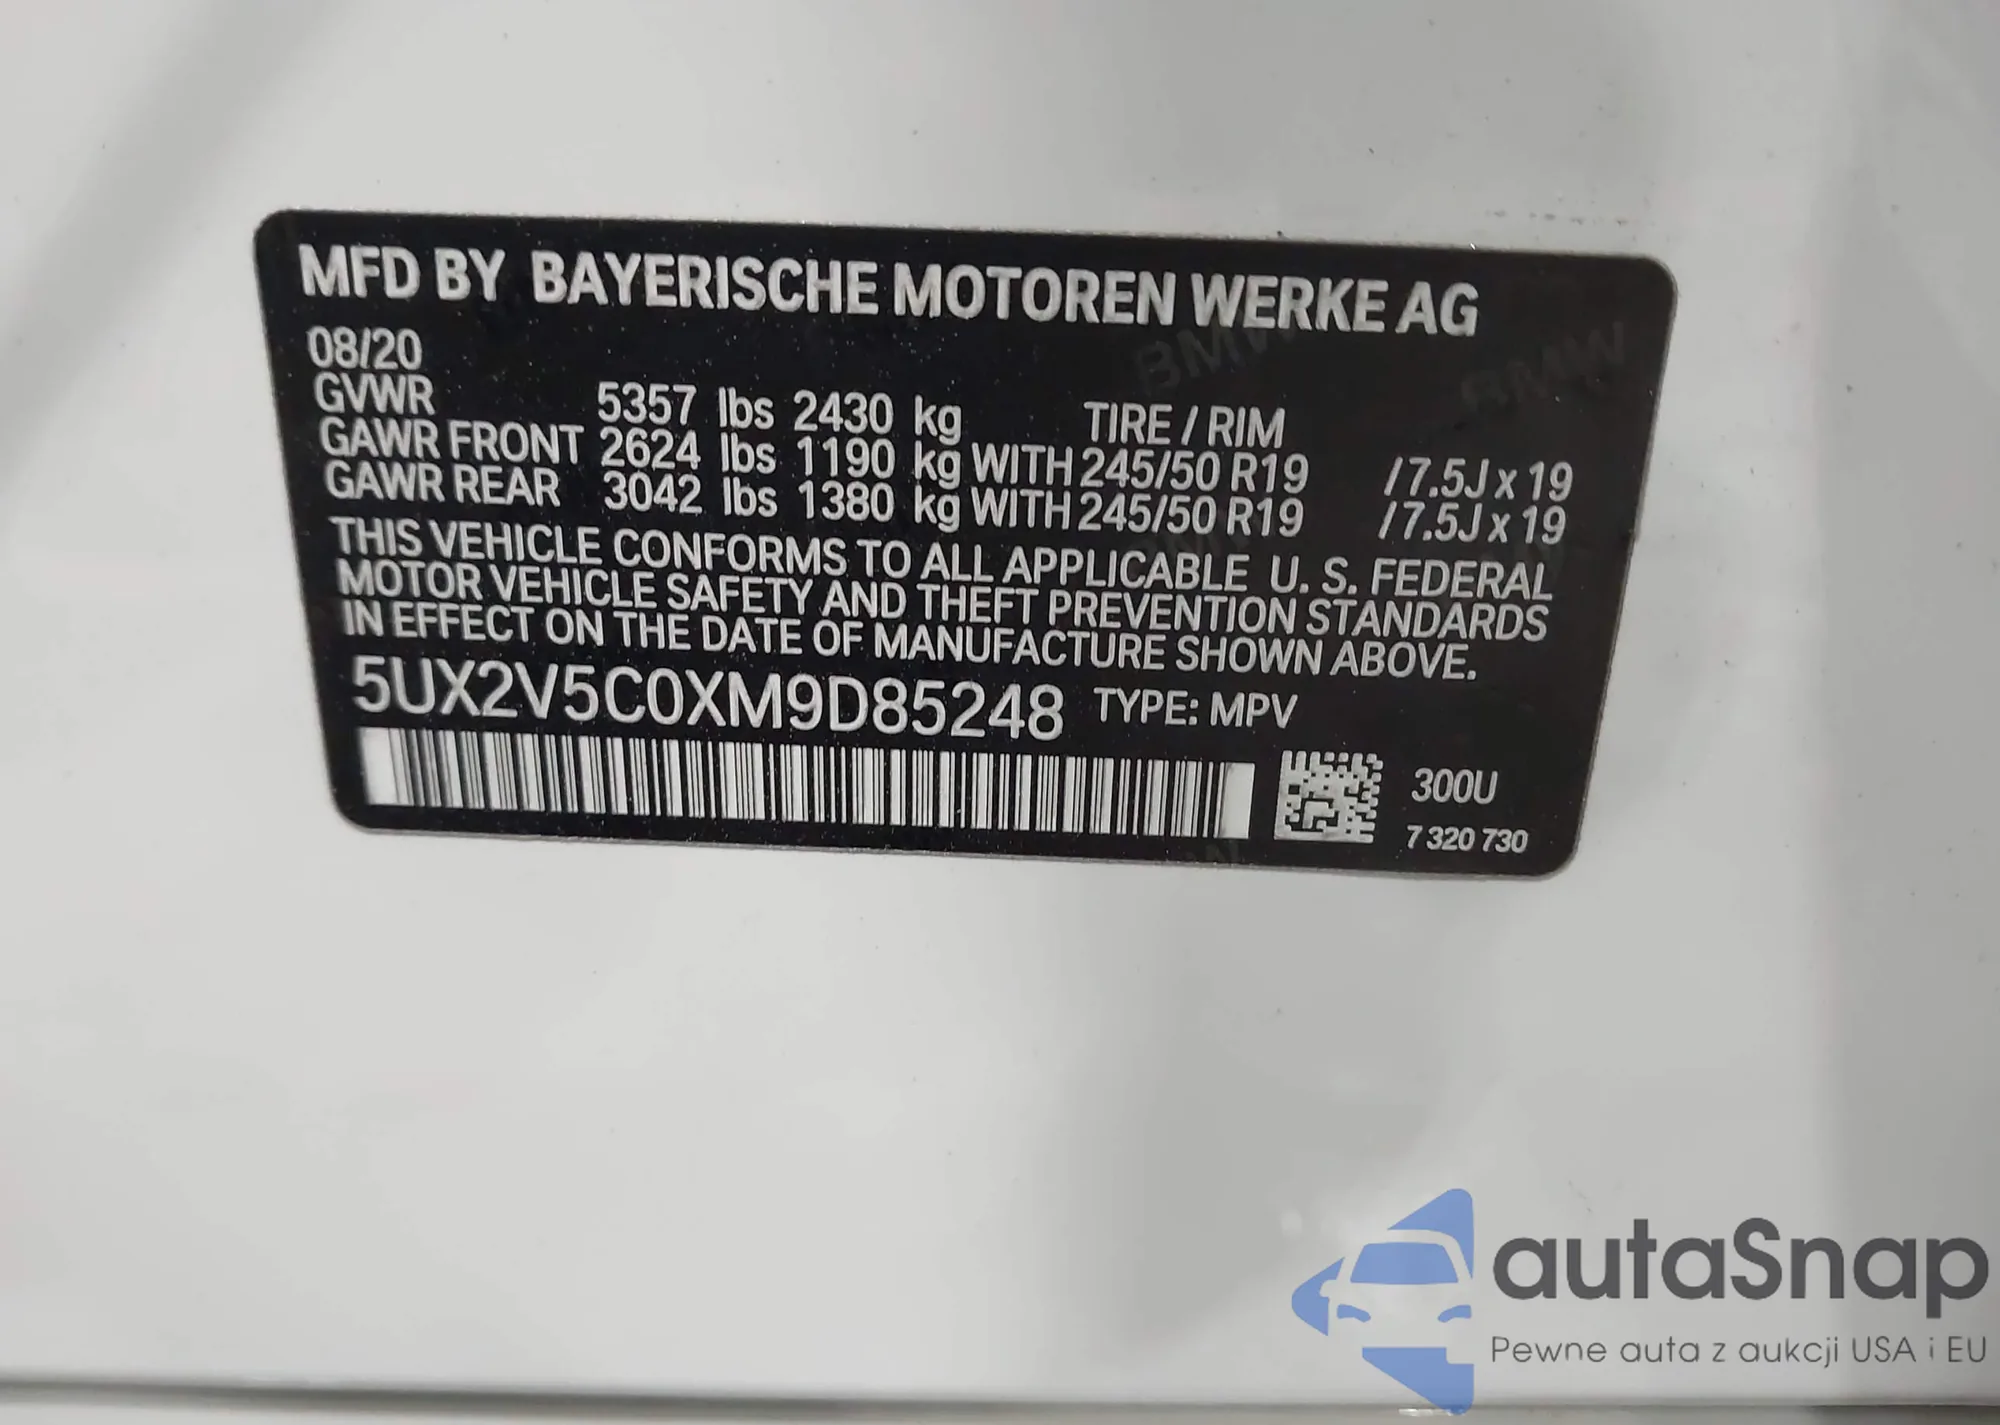 MFD BY BAYERISCHE MOTOREN WERKE AG
08/20
GVWR 5357 lbs 2430 kg TIRE / RIM
GAWR FRONT 2624 lbs 1190 kg WITH 245/50 R19 /7.5J x 19
GAWR REAR 3042 lbs 1380 kg WITH 245/50 R19 /7.5J x 19
THIS VEHICLE CONFORMS TO ALL APPLICABLE U. S. FEDERAL
MOTOR VEHICLE SAFETY AND THEFT PREVENTION STANDARDS
IN EFFECT ON THE DATE OF MANUFACTURE SHOWN ABOVE.
5UX2V5C0XM9D85248 TYPE: MPV
300U
7 320 730
BMW
BMW
autaSnap
Pewne auta z aukcji USA i EU